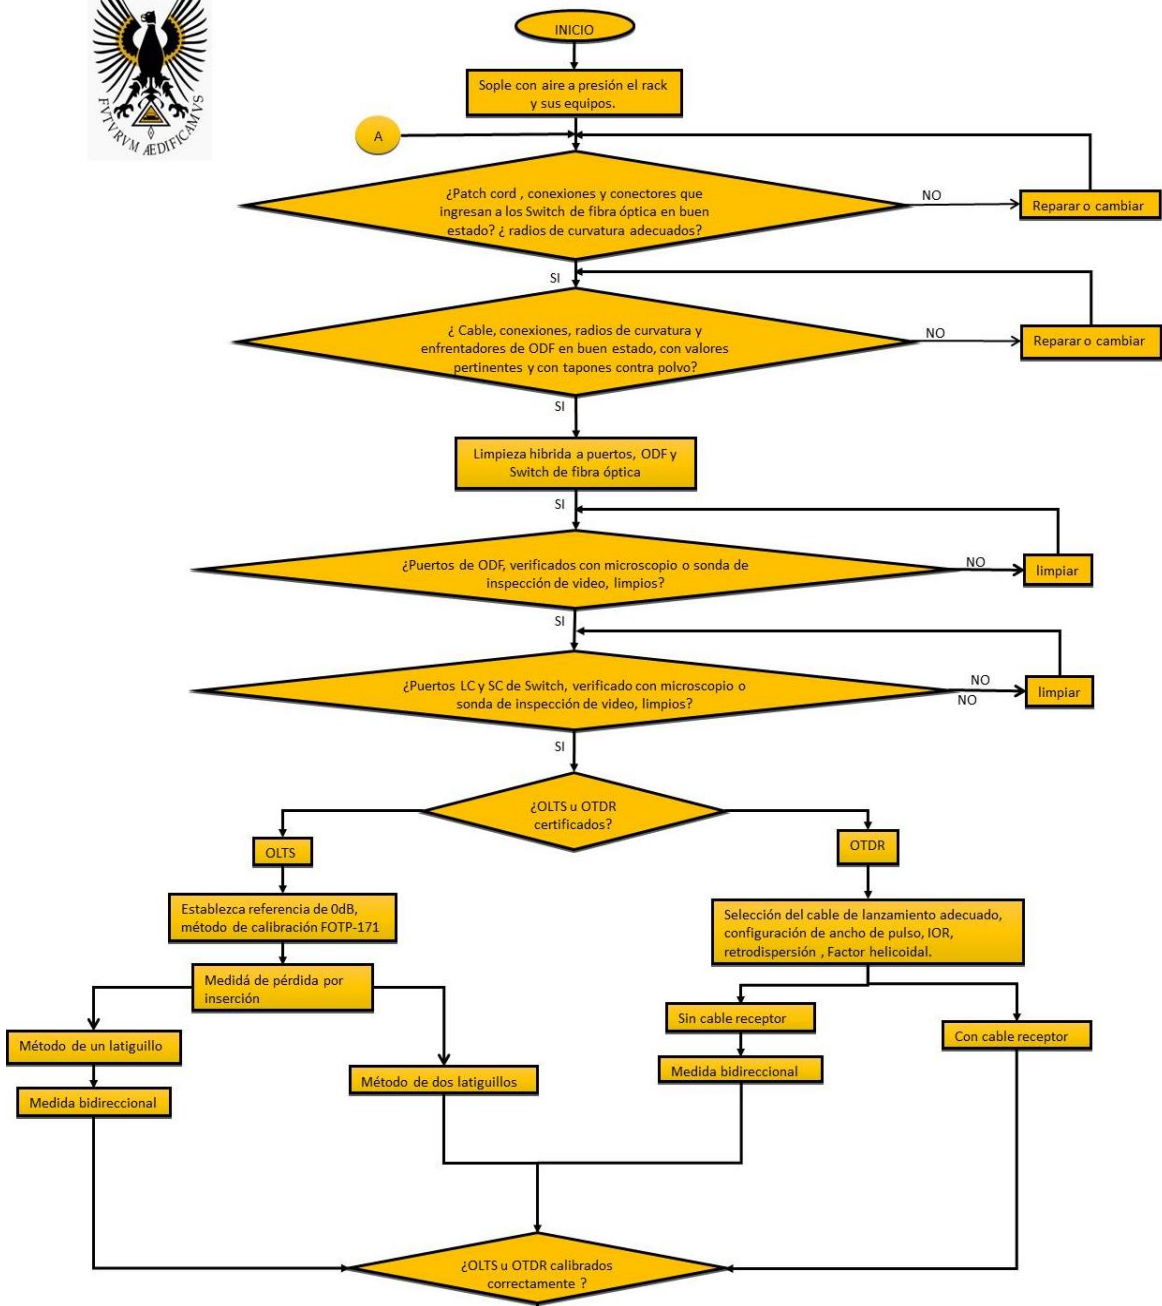 FVTVRVM ÆDIFICAMVS
INICIO
Sople con aire a presión el rack
y sus equipos.
A
¿Patch cord , conexiones y conectores que
ingresan a los Switch de fibra óptica en buen
estado? ¿ radios de curvatura adecuados?
NO
Reparar o cambiar
SI
¿ Cable, conexiones, radios de curvatura y
enfrentadores de ODF en buen estado, con valores
pertinentes y con tapones contra polvo?
NO
Reparar o cambiar
SI
Limpieza hibrida a puertos, ODF y
Switch de fibra óptica
SI
¿Puertos de ODF, verificados con microscopio o sonda de
inspección de video, limpios?
NO
limpiar
SI
¿Puertos LC y SC de Switch, verificado con microscopio o
sonda de inspección de video, limpios?
NO
NO
limpiar
SI
¿OLTS u OTDR
certificados?
OLTS
OTDR
Establezca referencia de 0dB,
método de calibración FOTP-171
Selección del cable de lanzamiento adecuado,
configuración de ancho de pulso, IOR,
retrodispersión , Factor helicoidal.
Medidá de pérdida por
inserción
Sin cable receptor
Con cable receptor
Método de un latiguillo
Medida bidireccional
Método de dos latiguillos
Medida bidireccional
¿OLTS u OTDR calibrados
correctamente ?